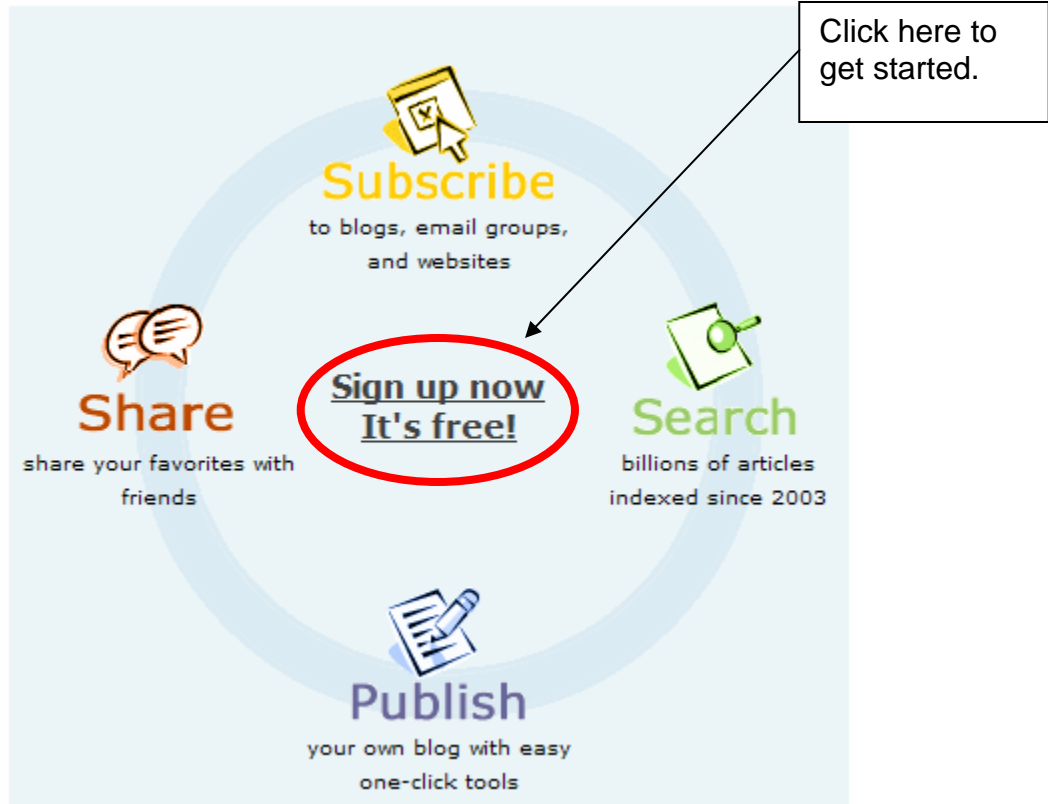 Click here to
get started.
Subscribe
to blogs, email groups,
and websites
Share
share your favorites with
friends
Sign up now
It's free!
Search
billions of articles
indexed since 2003
Publish
your own blog with easy
one-click tools